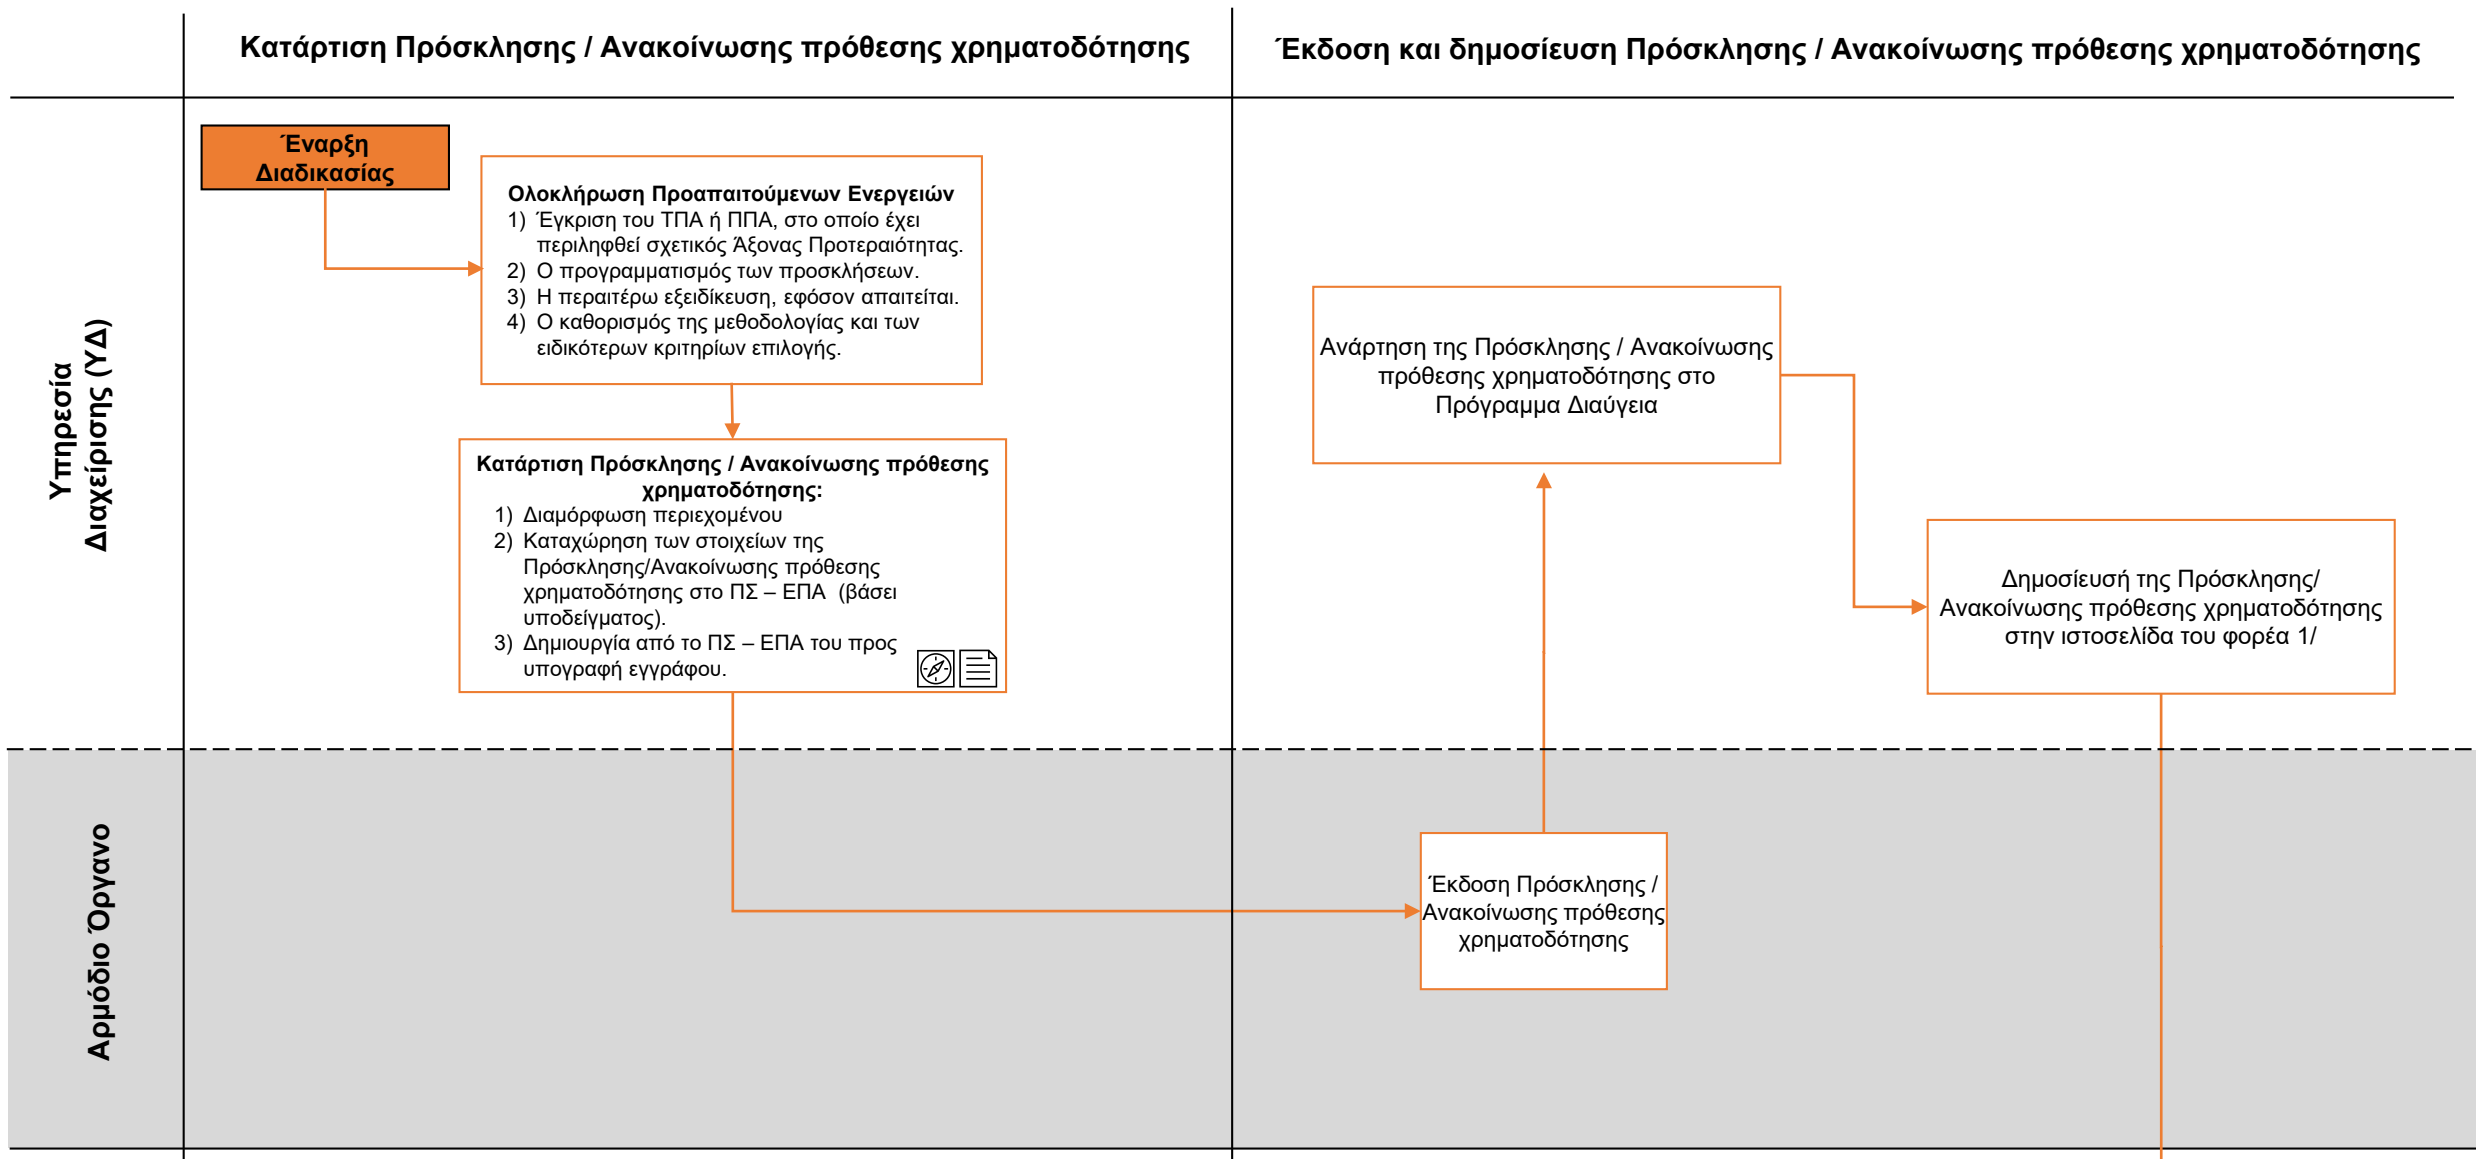 Κατάρτιση Πρόσκλησης / Ανακοίνωσης πρόθεσης χρηματοδότησης
Έκδοση και δημοσίευση Πρόσκλησης / Ανακοίνωσης πρόθεσης χρηματοδότησης
Υπηρεσία
Διαχείρισης (ΥΔ)
Έναρξη
Διαδικασίας
Ολοκλήρωση Προαπαιτούμενων Ενεργειών
1) Έγκριση του ΤΠΑ ή ΠΠΑ, στο οποίο έχει
περιληφθεί σχετικός Άξονας Προτεραιότητας.
2) Ο προγραμματισμός των προσκλήσεων.
3) Η περαιτέρω εξειδίκευση, εφόσον απαιτείται.
4) Ο καθορισμός της μεθοδολογίας και των
ειδικότερων κριτηρίων επιλογής.
Κατάρτιση Πρόσκλησης / Ανακοίνωσης πρόθεσης
χρηματοδότησης:
1) Διαμόρφωση περιεχομένου
2) Καταχώρηση των στοιχείων της
Πρόσκλησης/Ανακοίνωσης πρόθεσης
χρηματοδότησης στο ΠΣ – ΕΠΑ (βάσει
υποδείγματος).
3) Δημιουργία από το ΠΣ – ΕΠΑ του προς
υπογραφή εγγράφου.
Ανάρτηση της Πρόσκλησης / Ανακοίνωσης
πρόθεσης χρηματοδότησης στο
Πρόγραμμα Διαύγεια
Δημοσίευσή της Πρόσκλησης/
Ανακοίνωσης πρόθεσης χρηματοδότησης
στην ιστοσελίδα του φορέα 1/
Αρμόδιο Όργανο
Έκδοση Πρόσκλησης /
Ανακοίνωσης πρόθεσης
χρηματοδότησης